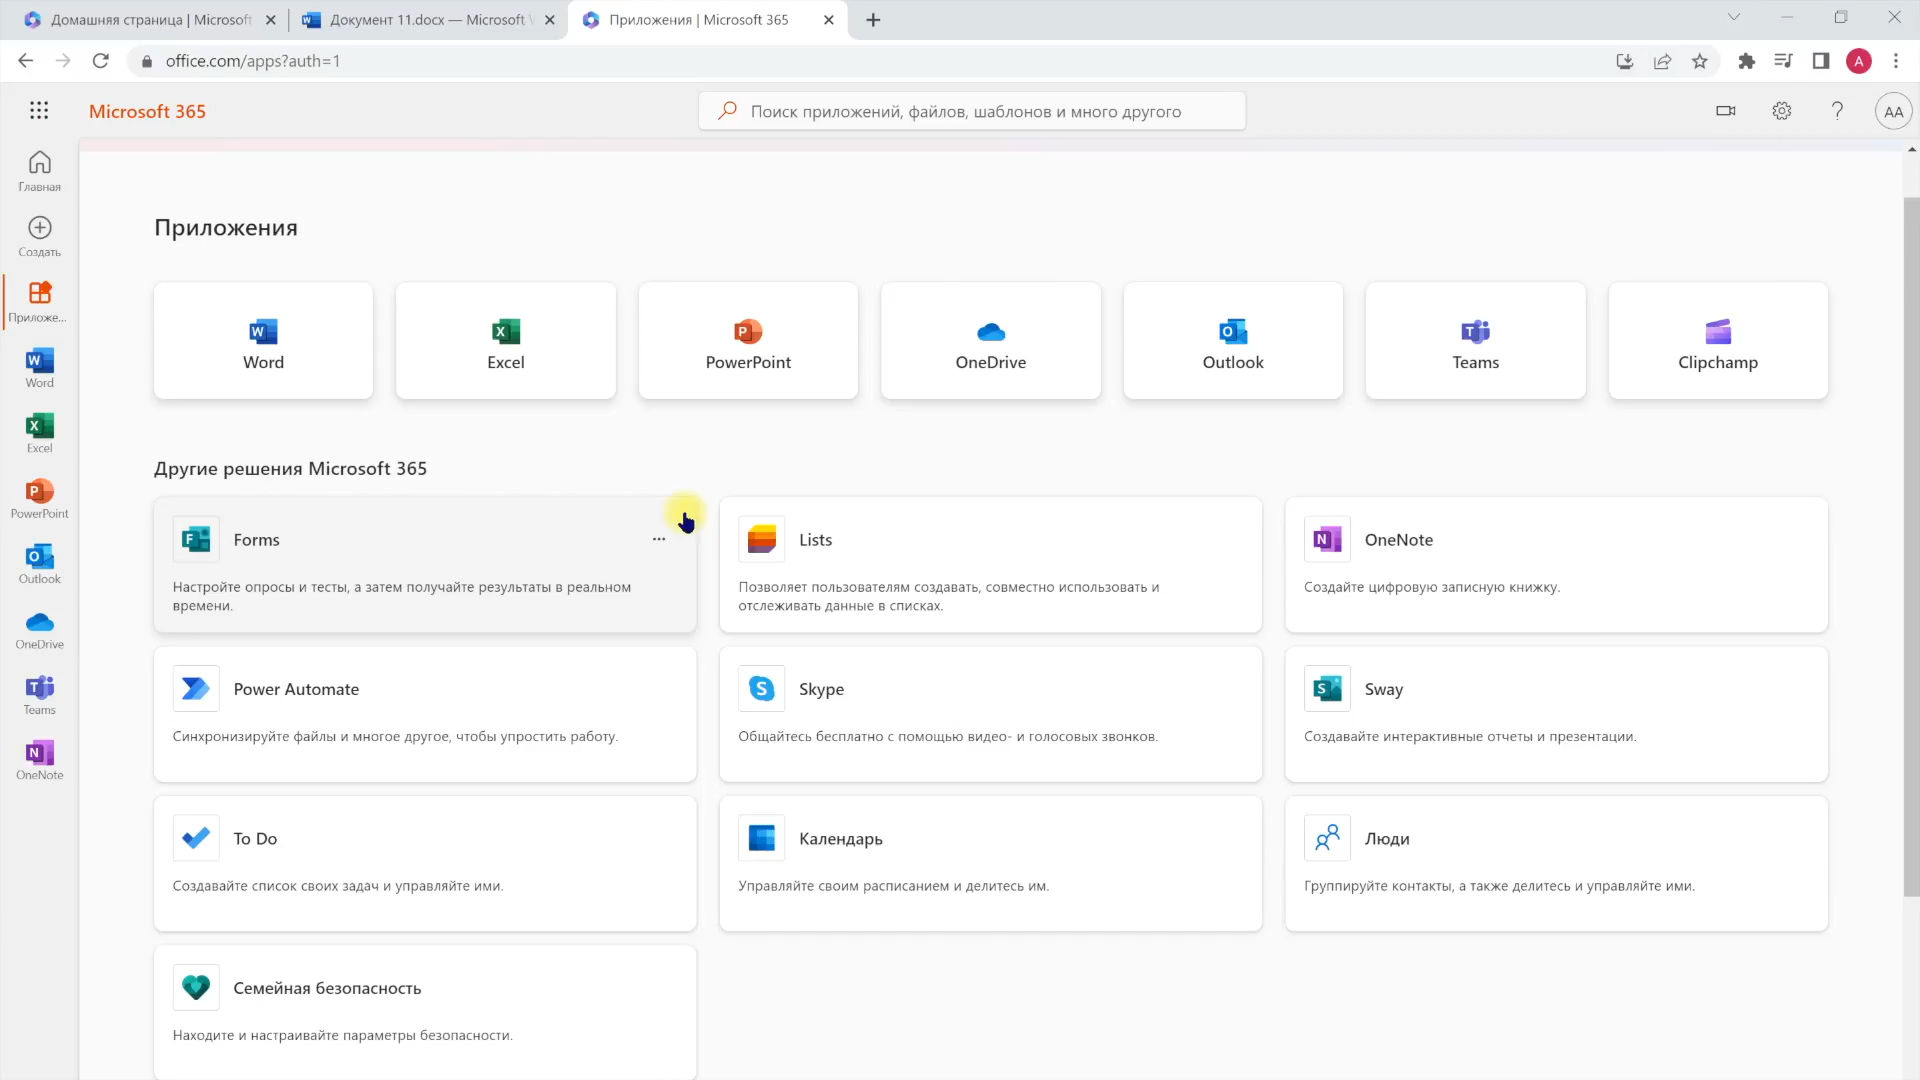 Домашняя страница | Microsoft
Документ 11.docx — Microsoft W
Приложения | Microsoft 365
office.com/apps?auth=1
A
Microsoft 365
Поиск приложений, файлов, шаблонов и много другого
AA
Главная
Создать
Приложе...
Word
Excel
PowerPoint
Outlook
OneDrive
Teams
OneNote
Приложения
Word
Excel
PowerPoint
OneDrive
Outlook
Teams
Clipchamp
Другие решения Microsoft 365
Forms
Настройте опросы и тесты, а затем получайте результаты в реальном
времени.
Lists
Позволяет пользователям создавать, совместно использовать и
отслеживать данные в списках.
OneNote
Создайте цифровую записную книжку.
Power Automate
Синхронизируйте файлы и многое другое, чтобы упростить работу.
Skype
Общайтесь бесплатно с помощью видео- и голосовых звонков.
Sway
Создавайте интерактивные отчеты и презентации.
To Do
Создавайте список своих задач и управляйте ими.
Календарь
Управляйте своим расписанием и делитесь им.
Люди
Группируйте контакты, а также делитесь и управляйте ими.
Семейная безопасность
Находите и настраивайте параметры безопасности.